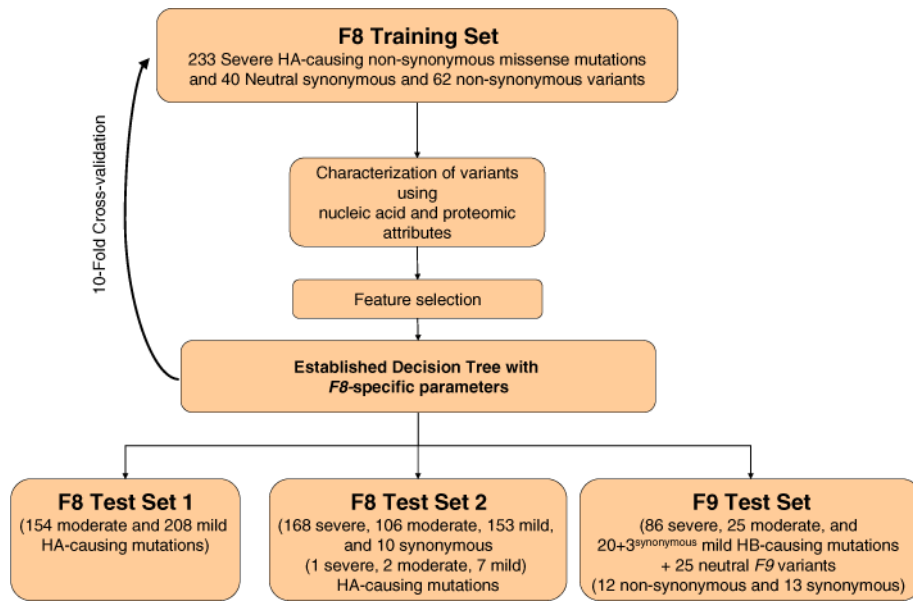 F8 Training Set
233 Severe HA-causing non-synonymous missense mutations
and 40 Neutral synonymous and 62 non-synonymous variants
10-Fold Cross-validation
Characterization of variants
using
nucleic acid and proteomic
attributes
Feature selection
Established Decision Tree with
F8-specific parameters
F8 Test Set 1
(154 moderate and 208 mild
HA-causing mutations)
F8 Test Set 2
(168 severe, 106 moderate, 153 mild,
and 10 synonymous
(1 severe, 2 moderate, 7 mild)
HA-causing mutations
F9 Test Set
(86 severe, 25 moderate, and
20+3synonymous mild HB-causing mutations
+ 25 neutral F9 variants
(12 non-synonymous and 13 synonymous)